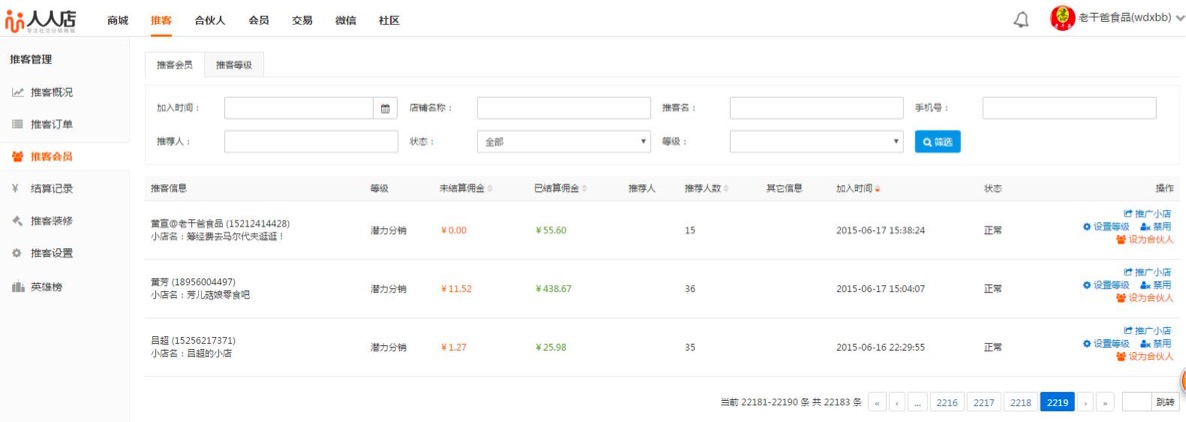 人人店
专注社交分销商城
商城 推客 合伙人 会员 交易 微信 社区
老干爸食品(wdxbb)
推客管理
推客概况
推客订单
推客会员
结算记录
推客装修
推客设置
英雄榜
推客会员 推客等级
加入时间： 店铺名称： 推客名： 手机号：
推荐人： 状态： 全部 等级： 筛选
推客信息 等级 未结算佣金 已结算佣金 推荐人 推荐人数 其它信息 加入时间 状态 操作
董宣@老干爸食品 (15212414428)
小店名：筹经费去马尔代夫逛逛！
潜力分销 ￥0.00 ￥55.60 15 2015-06-17 15:38:24 正常
推广小店
设置等级 禁用
设为合伙人
董芳 (18956004497)
小店名：芳儿菇娘零食吧
潜力分销 ￥11.52 ￥438.67 36 2015-06-17 15:04:07 正常
推广小店
设置等级 禁用
设为合伙人
吕超 (15256217371)
小店名：吕超的小店
潜力分销 ￥1.27 ￥25.98 35 2015-06-16 22:29:55 正常
推广小店
设置等级 禁用
设为合伙人
当前 22181-22190 条 共 22183 条 « ‹ ... 2216 2217 2218 2219 › » 跳转